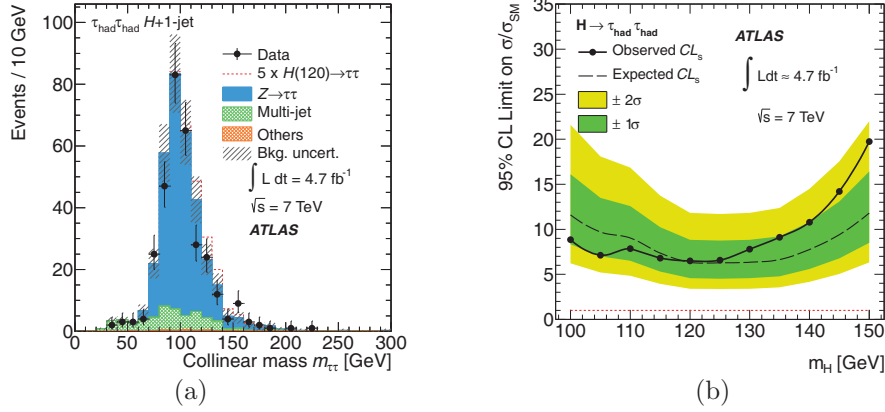 τhadτhad H+1-jet
Events / 10 GeV
100
80
60
40
20
0
Data
5 x H(120)→ττ
Z→ττ
Multi-jet
Others
Bkg. uncert.
∫ L dt = 4.7 fb-1
√s = 7 TeV
ATLAS
0 50 100 150 200 250 300
Collinear mass mττ [GeV]
(a)
95% CL Limit on σ/σSM
35
30
25
20
15
10
5
0
H→ τhad τhad
Observed CLs
Expected CLs
± 2σ
± 1σ
ATLAS
∫ Ldt ≈ 4.7 fb-1
√s = 7 TeV
100 110 120 130 140 150
mH [GeV]
(b)